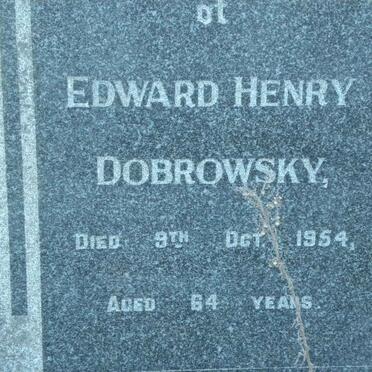 of
EDWARD HENRY
DOBROWSKY,
DIED 9TH OCT. 1954,
AGED 64 YEARS.